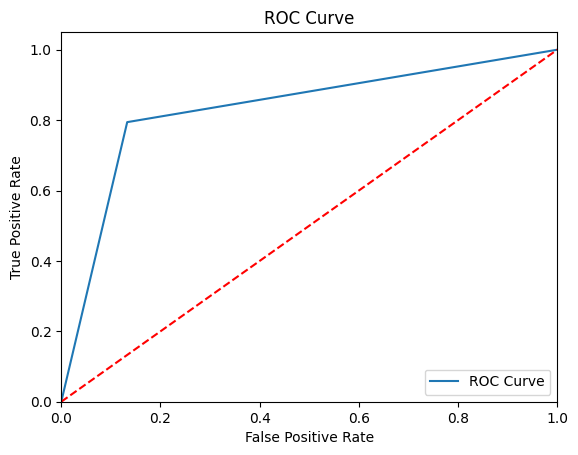 ROC Curve
True Positive Rate
1.0
0.8
0.6
0.4
0.2
0.0
0.0 0.2 0.4 0.6 0.8 1.0
False Positive Rate
ROC Curve